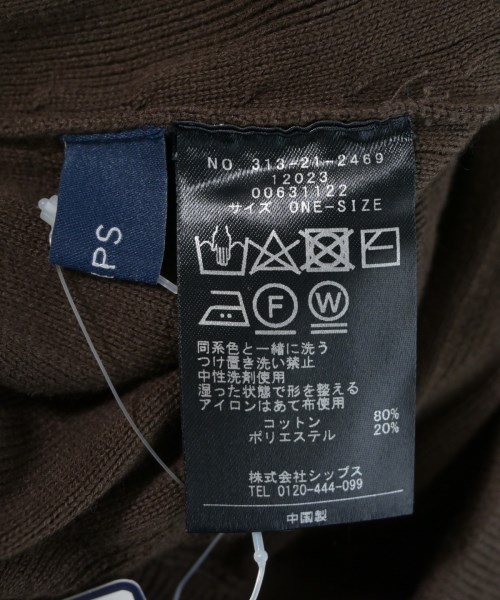 NO. 313-21-2469
12023
00631122
サイズ ONE-SIZE
F W
同系色と一緒に洗う
つけ置き洗い禁止
中性洗剤使用
湿った状態で形を整える
アイロンはあて布使用
コットン 80%
ポリエステル 20%
株式会社シップス
TEL 0120-444-099
中国製
IPS